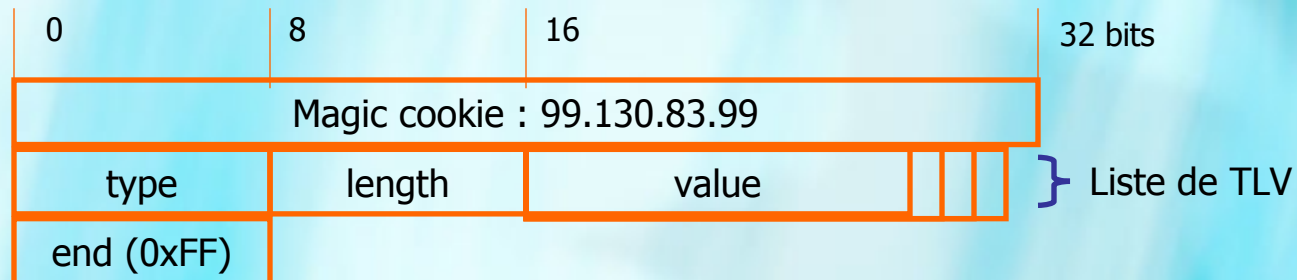 0 8 16 32 bits
Magic cookie : 99.130.83.99
type length value } Liste de TLV
end (0xFF)